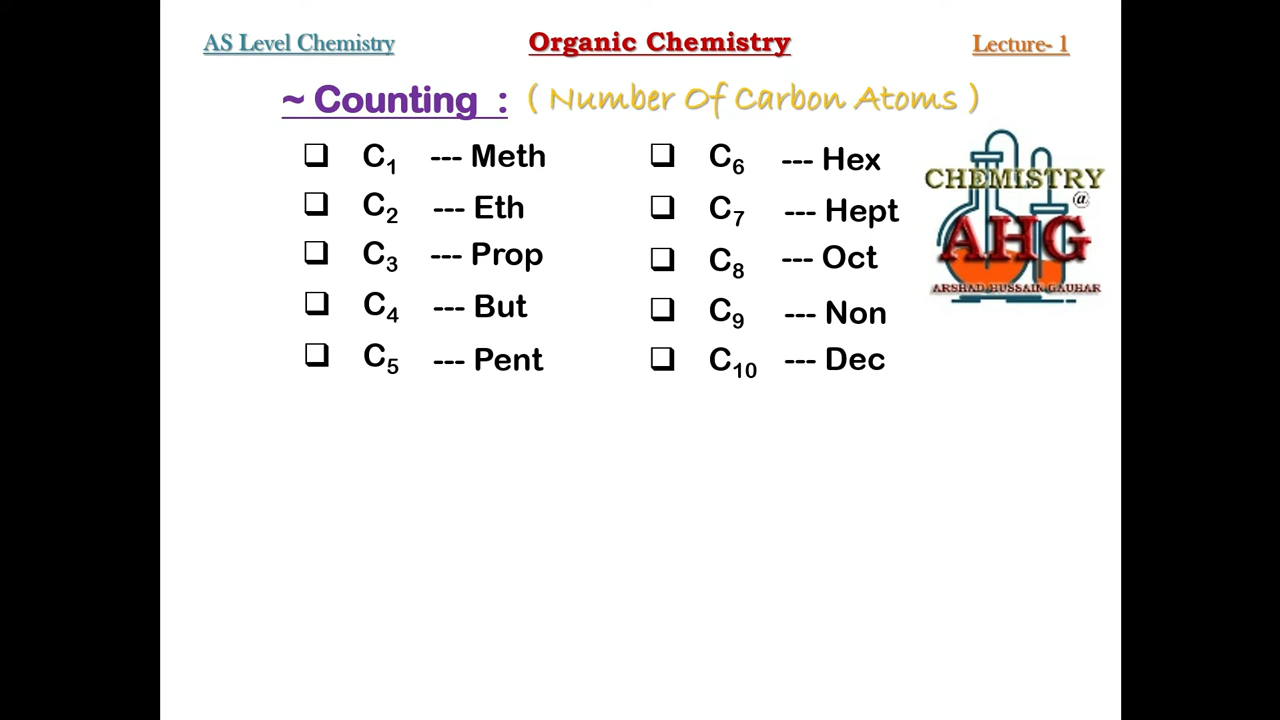 AS Level Chemistry
Organic Chemistry
Lecture- 1
~ Counting : ( Number Of Carbon Atoms )
❑ C₁ --- Meth
❑ C₂ --- Eth
❑ C₃ --- Prop
❑ C₄ --- But
❑ C₅ --- Pent
❑ C₆ --- Hex
❑ C₇ --- Hept
❑ C₈ --- Oct
❑ C₉ --- Non
❑ C₁₀ --- Dec
CHEMISTRY
@
AHG
ARSHAD HUSSAIN GAUHAR